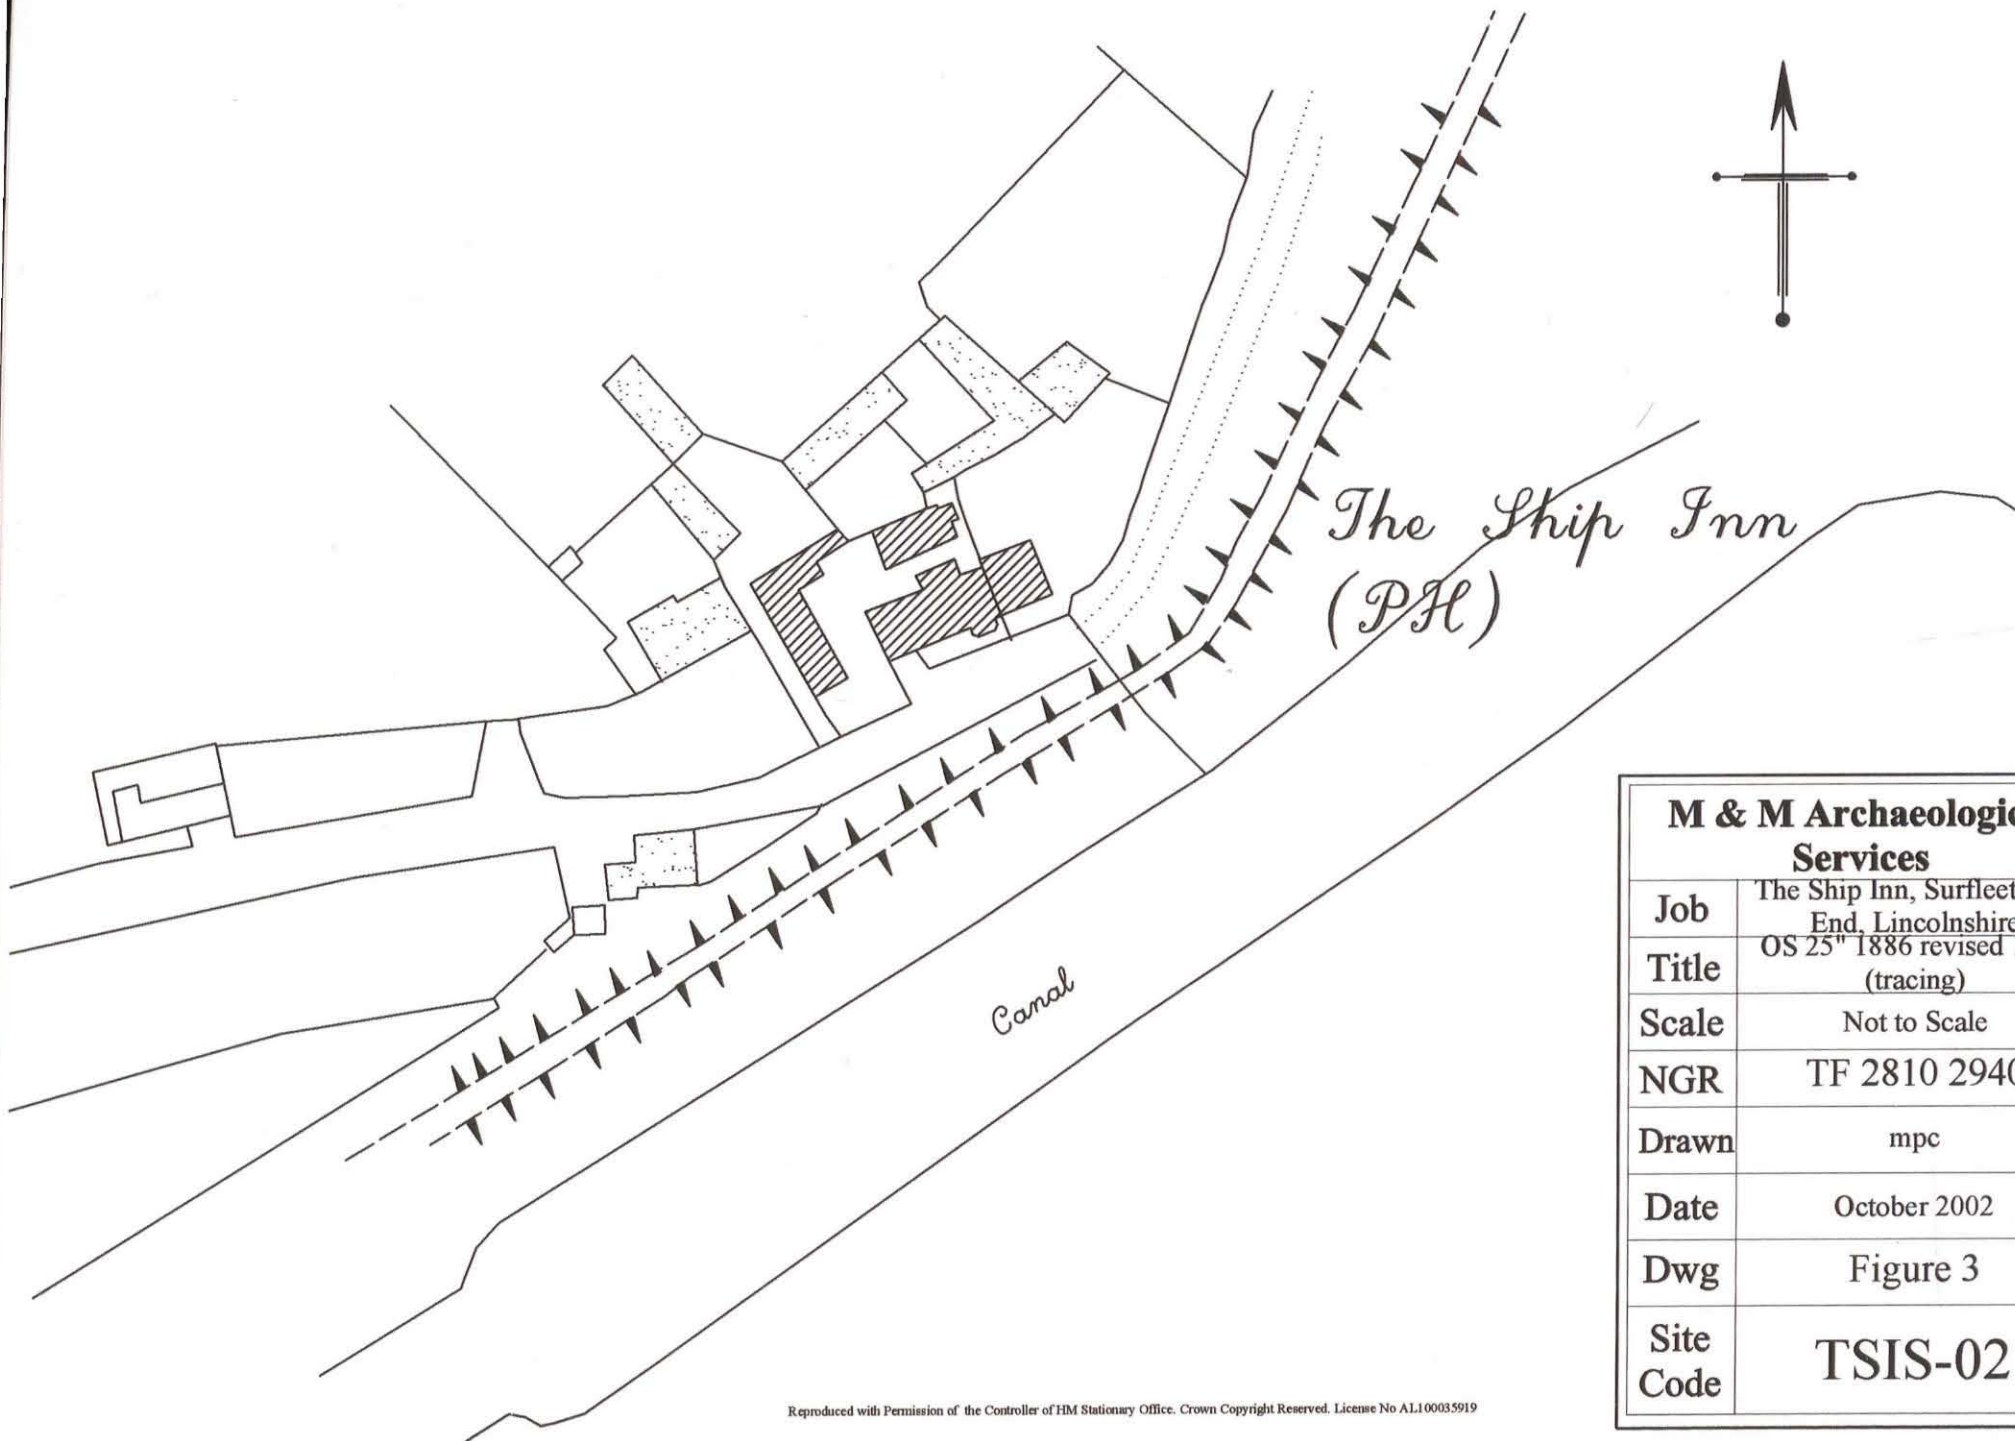 The Ship Inn
(PH)
Canal
M & M Archaeologic
Services
Job
The Ship Inn, Surfleet
End, Lincolnshire
Title
OS 25" 1886 revised
(tracing)
Scale
Not to Scale
NGR
TF 2810 2940
Drawn
mpc
Date
October 2002
Dwg
Figure 3
Site
Code
TSIS-02
Reproduced with Permission of the Controller of HM Stationary Office. Crown Copyright Reserved. License No AL100035919